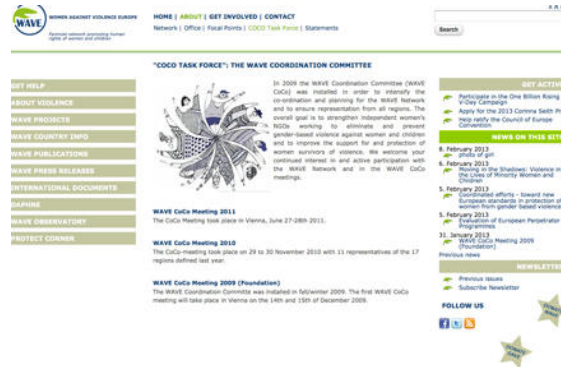 WAVE
WOMEN AGAINST VIOLENCE EUROPE
Feminist network promoting human
rights of women and children
HOME | ABOUT | GET INVOLVED | CONTACT
Network | Office | Focal Points | COCO Task Force | Statements
Search
"COCO TASK FORCE": THE WAVE COORDINATION COMMITTEE
GET HELP
ABOUT VIOLENCE
WAVE PROJECTS
WAVE COUNTRY INFO
WAVE PUBLICATIONS
WAVE PRESS RELEASES
INTERNATIONAL DOCUMENTS
DAPHNE
WAVE OBSERVATORY
PROTECT CORNER
In 2009 the WAVE Coordination Committee (WAVE
CoCo) was installed in order to intensify the
co-ordination and planning for the WAVE Network
and to ensure representation from all regions. The
overall goal is to strengthen independent women's
NGOs working to eliminate and prevent
gender-based violence against women and children
and to improve the support for and protection of
women survivors of violence. We welcome your
continued interest in and active participation with
the WAVE Network and in the WAVE CoCo
meetings.
WAVE CoCo Meeting 2011
The CoCo Meeting took place in Vienna, June 27-28th 2011.
WAVE CoCo Meeting 2010
The CoCo-meeting took place on 29 to 30 November 2010 with 11 representatives of the 17
regions defined last year.
WAVE CoCo Meeting 2009 (Foundation)
The WAVE Coordination Committe was installed in fall/winter 2009. The first WAVE CoCo
meeting will take place in Vienna on the 14th and 15th of December 2009.
GET ACTIV
Participate in the One Billion Rising
V-Day Campaign
Apply for the 2013 Corinna Seith Pr
Help ratify the Council of Europe
Convention
NEWS ON THIS SIT
8. February 2013
photo of girl
5. February 2013
Moving in the Shadows: Violence in
the Lives of Minority Women and
Children
5. February 2013
Coordinated efforts - toward new
European standards in protection of
women from gender based violence
5. February 2013
Evaluation of European Perpetrator
Programmes
31. January 2013
WAVE CoCo Meeting 2009
(Foundation)
Previous news
NEWSLETTE
Previous issues
Subscribe Newsletter
FOLLOW US
DONATE
WAVE